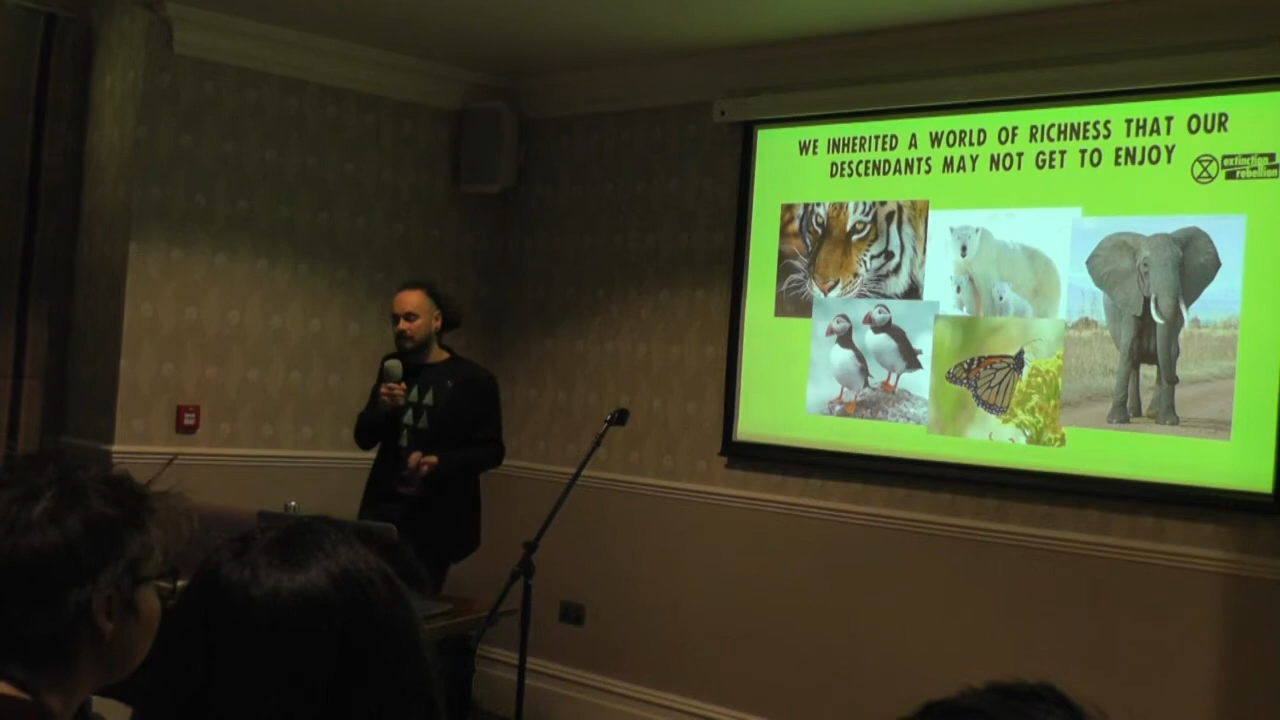 WE INHERITED A WORLD OF RICHNESS THAT OUR
DESCENDANTS MAY NOT GET TO ENJOY
extinction
rebellion